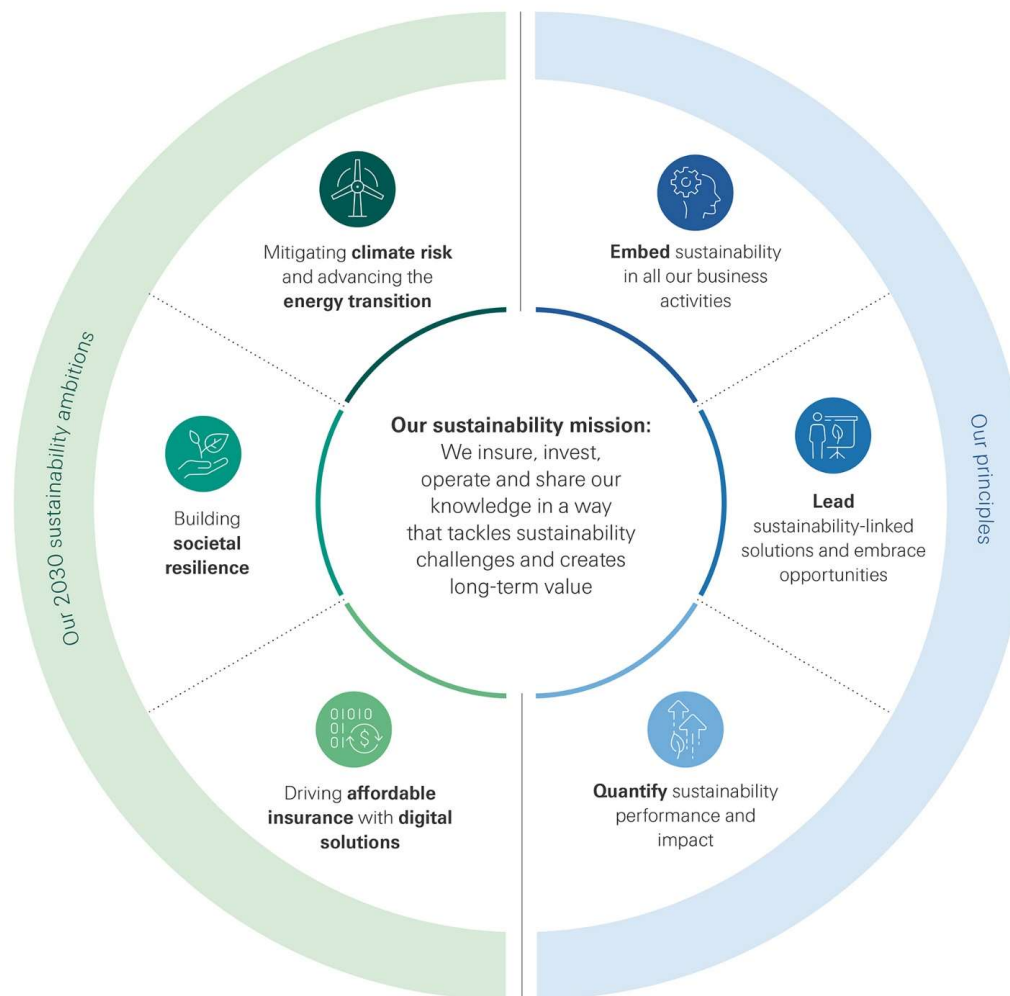 Our 2030 sustainability ambitions
Mitigating climate risk
and advancing the
energy transition
Building
societal
resilience
01010
01
01
$
Driving affordable
insurance with digital
solutions
Our sustainability mission:
We insure, invest,
operate and share our
knowledge in a way
that tackles sustainability
challenges and creates
long-term value
Our principles
Embed sustainability
in all our business
activities
Lead
sustainability-linked
solutions and embrace
opportunities
Quantify sustainability
performance and
impact